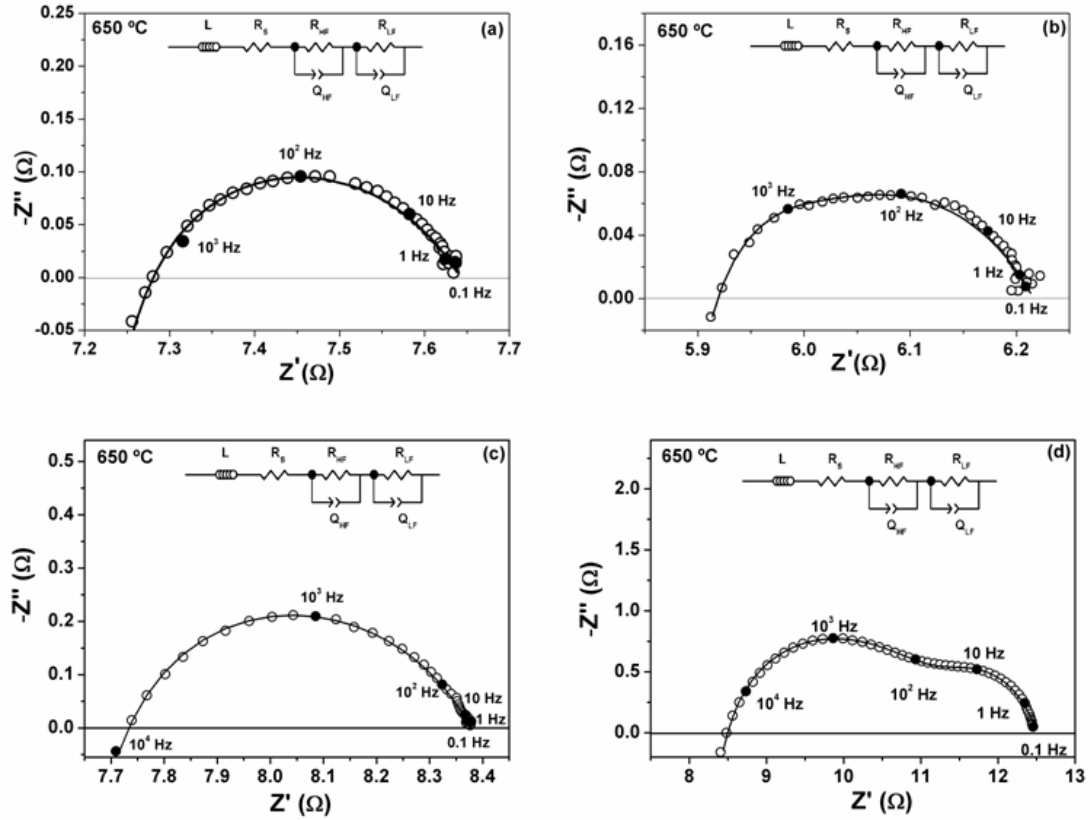 650 ºC
(a)
L R_S R_HF R_LF
Q_HF Q_LF
0.25
0.20
0.15
0.10
0.05
0.00
-0.05
-Z'' (Ω)
10² Hz
10³ Hz
10 Hz
1 Hz
0.1 Hz
7.2 7.3 7.4 7.5 7.6 7.7
Z' (Ω)
650 ºC
(b)
L R_S R_HF R_LF
Q_HF Q_LF
0.16
0.12
0.08
0.04
0.00
-Z'' (Ω)
10³ Hz
10² Hz
10 Hz
1 Hz
0.1 Hz
5.9 6.0 6.1 6.2
Z' (Ω)
650 ºC
(c)
L R_S R_HF R_LF
Q_HF Q_LF
0.5
0.4
0.3
0.2
0.1
0.0
-Z'' (Ω)
10³ Hz
10² Hz
10 Hz
1 Hz
10⁴ Hz
0.1 Hz
7.7 7.8 7.9 8.0 8.1 8.2 8.3 8.4
Z' (Ω)
650 ºC
(d)
L R_S R_HF R_LF
Q_HF Q_LF
2.0
1.5
1.0
0.5
0.0
-Z'' (Ω)
10³ Hz
10 Hz
10⁴ Hz
10² Hz
1 Hz
0.1 Hz
8 9 10 11 12 13
Z' (Ω)